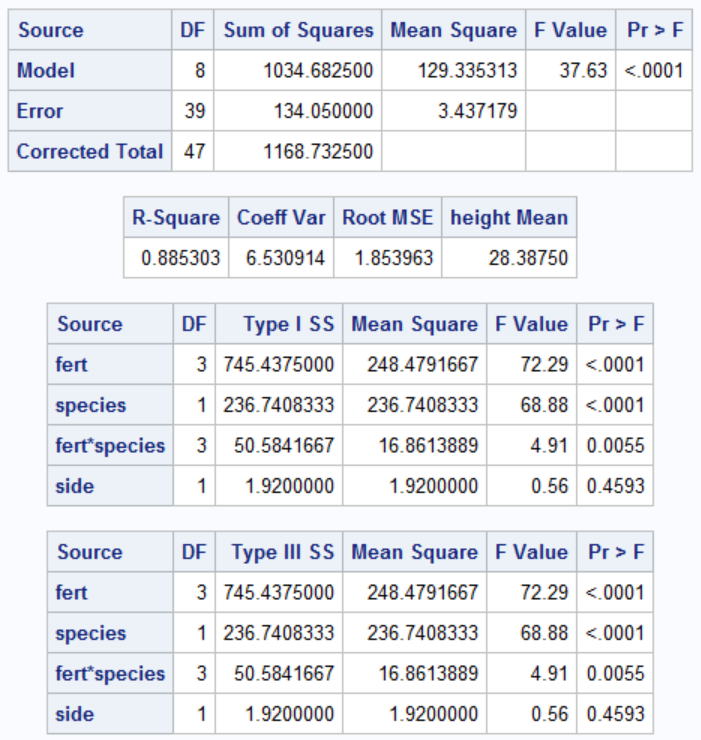 Source DF Sum of Squares Mean Square F Value Pr > F
Model 8 1034.682500 129.335313 37.63 <.0001
Error 39 134.050000 3.437179
Corrected Total 47 1168.732500
R-Square Coeff Var Root MSE height Mean
0.885303 6.530914 1.853963 28.38750
Source DF Type I SS Mean Square F Value Pr > F
fert 3 745.4375000 248.4791667 72.29 <.0001
species 1 236.7408333 236.7408333 68.88 <.0001
fert*species 3 50.5841667 16.8613889 4.91 0.0055
side 1 1.9200000 1.9200000 0.56 0.4593
Source DF Type III SS Mean Square F Value Pr > F
fert 3 745.4375000 248.4791667 72.29 <.0001
species 1 236.7408333 236.7408333 68.88 <.0001
fert*species 3 50.5841667 16.8613889 4.91 0.0055
side 1 1.9200000 1.9200000 0.56 0.4593